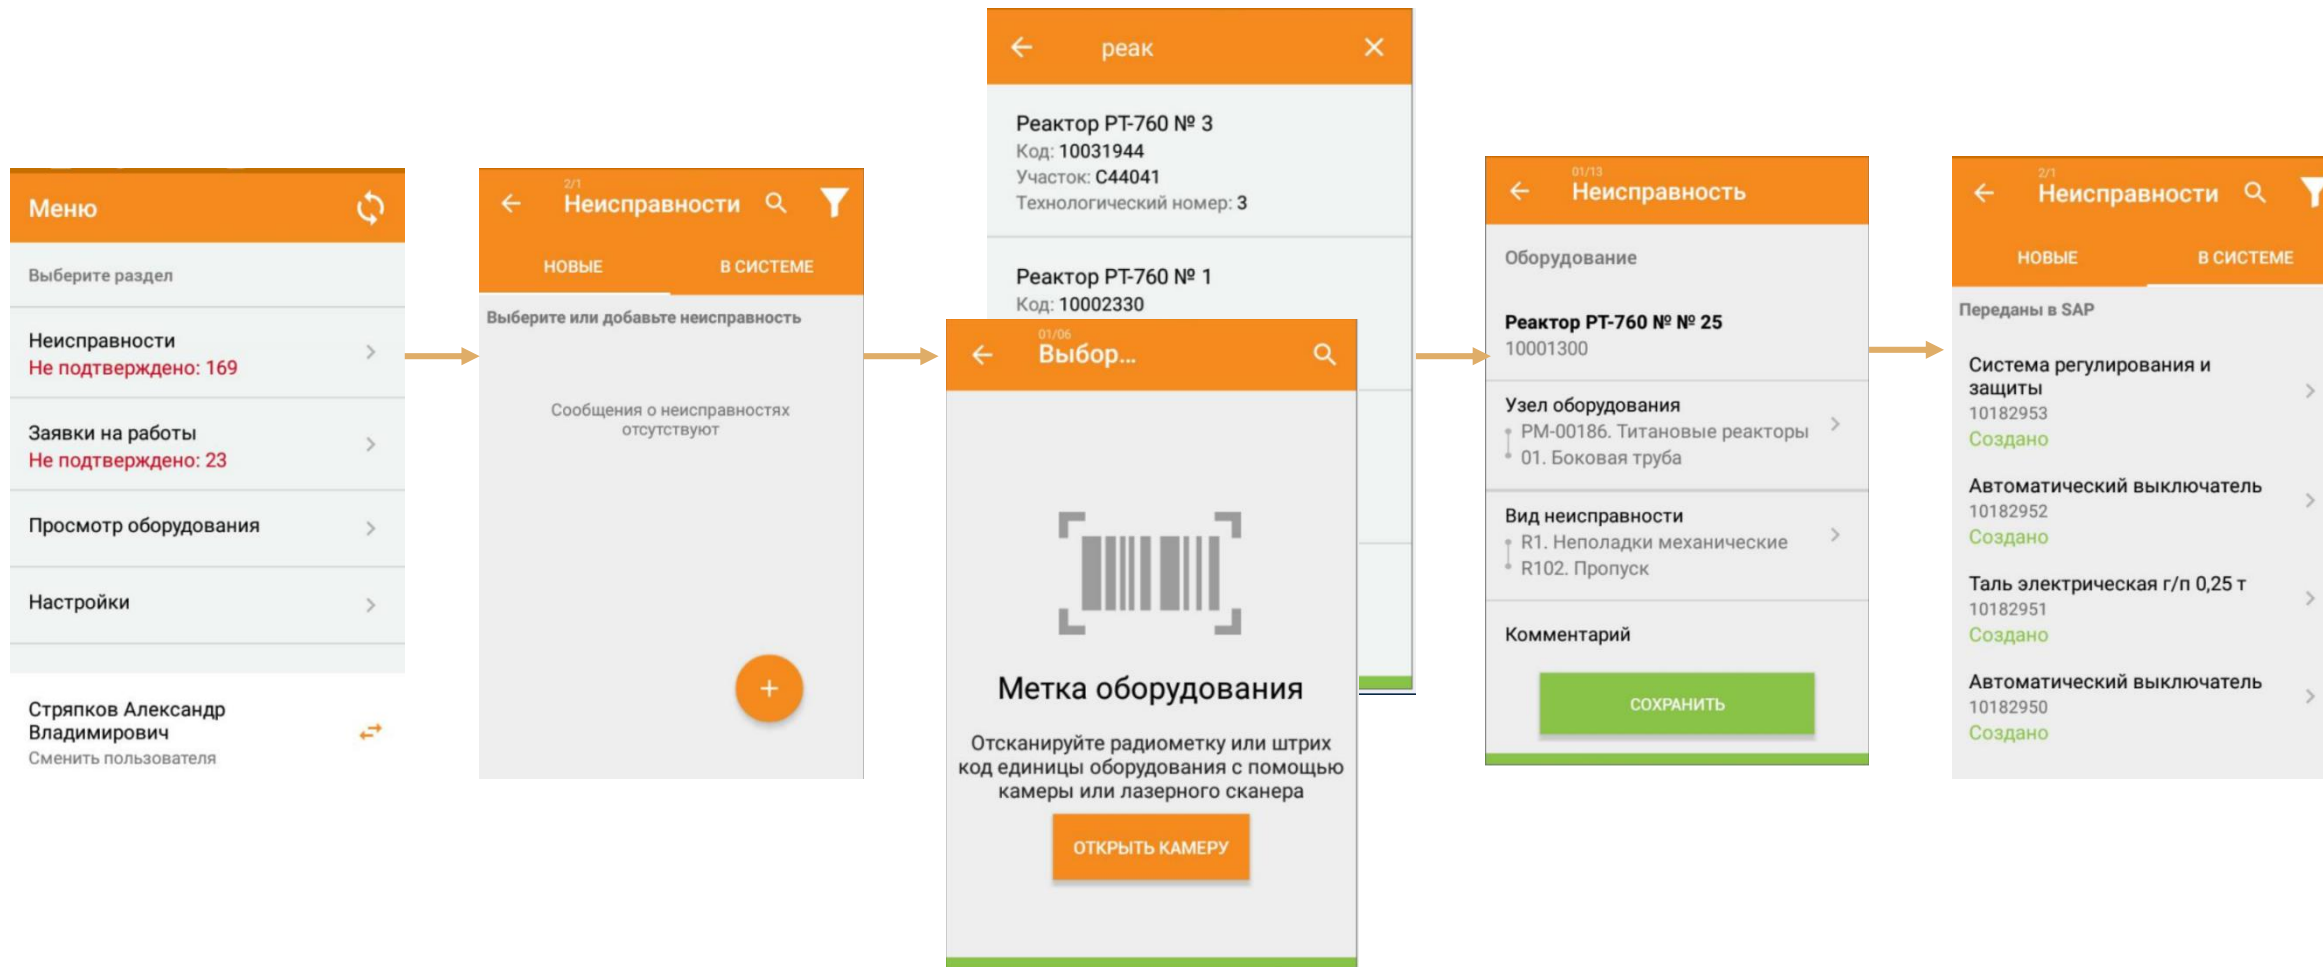 Меню
Выберите раздел
Неисправности
Не подтверждено: 169
Заявки на работы
Не подтверждено: 23
Просмотр оборудования
Настройки
Стряпков Александр
Владимирович
Сменить пользователя
2/1
Неисправности
НОВЫЕ
В СИСТЕМЕ
Выберите или добавьте неисправность
Сообщения о неисправностях
отсутствуют
+
реак
Реактор РТ-760 № 3
Код: 10031944
Участок: С44041
Технологический номер: 3
Реактор РТ-760 № 1
Код: 10002330
01/06
Выбор...
Метка оборудования
Отсканируйте радиометку или штрих
код единицы оборудования с помощью
камеры или лазерного сканера
ОТКРЫТЬ КАМЕРУ
01/13
Неисправность
Оборудование
Реактор РТ-760 № № 25
10001300
Узел оборудования
PM-00186. Титановые реакторы
01. Боковая труба
Вид неисправности
R1. Неполадки механические
R102. Пропуск
Комментарий
СОХРАНИТЬ
2/1
Неисправности
НОВЫЕ
В СИСТЕМЕ
Переданы в SAP
Система регулирования и
защиты
10182953
Создано
Автоматический выключатель
10182952
Создано
Таль электрическая г/п 0,25 т
10182951
Создано
Автоматический выключатель
10182950
Создано